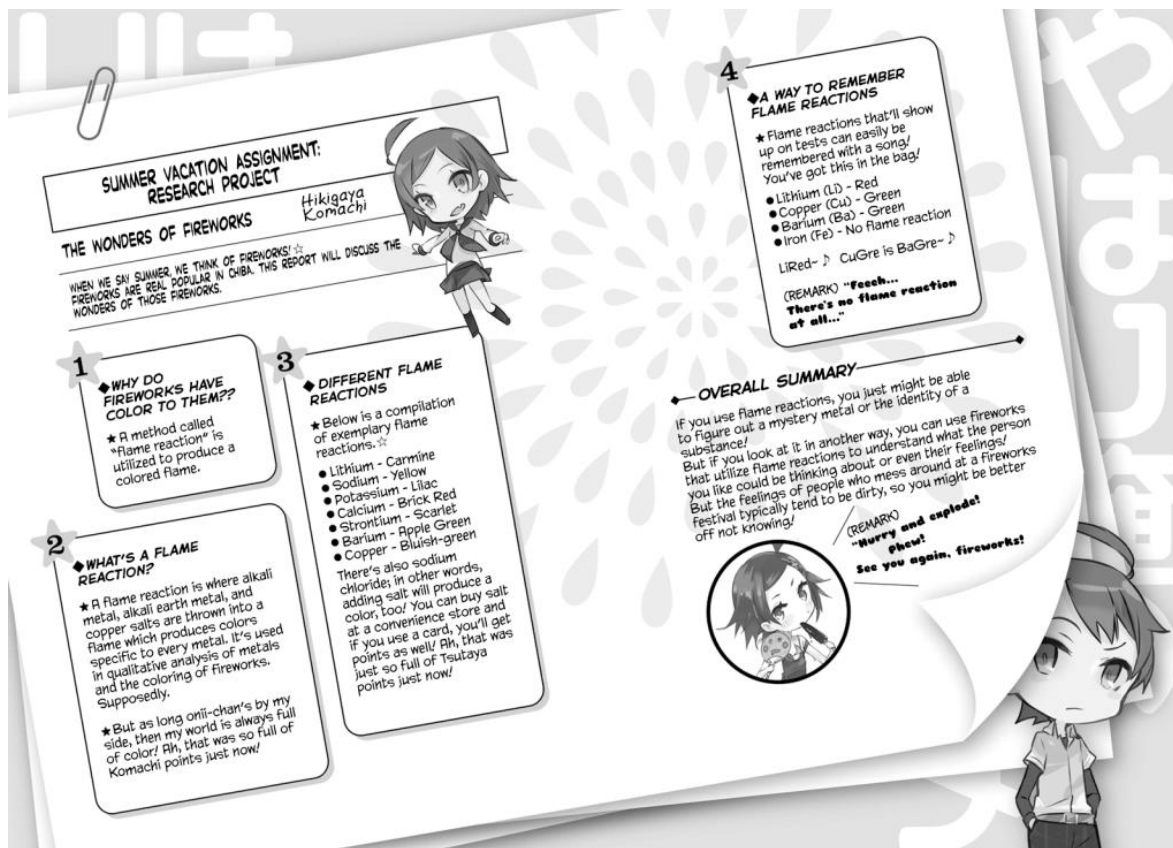 SUMMER VACATION ASSIGNMENT:
RESEARCH PROJECT
THE WONDERS OF FIREWORKS
Hikigaya
Komachi
WHEN WE SAY SUMMER, WE THINK OF FIREWORKS! ☆
FIREWORKS ARE REAL POPULAR IN CHIBA. THIS REPORT WILL DISCUSS THE
WONDERS OF THOSE FIREWORKS.
1
◆WHY DO
FIREWORKS HAVE
COLOR TO THEM??
★ A method called
"flame reaction" is
utilized to produce a
colored flame.
2
◆WHAT'S A FLAME
REACTION?
★ A flame reaction is where alkali
metal, alkali earth metal, and
copper salts are thrown into a
flame which produces colors
specific to every metal. It's used
in qualitative analysis of metals
and the coloring of fireworks.
Supposedly.
★But as long onii-chan's by my
side, then my world is always full
of color! Ah, that was so full of
Komachi points just now!
3
◆ DIFFERENT FLAME
REACTIONS
★ Below is a compilation
of exemplary flame
reactions. ☆
● Lithium - Carmine
● Sodium - Yellow
● Potassium - Lilac
● Calcium - Brick Red
● Strontium - Scarlet
● Barium - Apple Green
● Copper - Bluish-green
There's also sodium
chloride; in other words,
adding salt will produce a
color, too! You can buy salt
at a convenience store and
if you use a card, you'll get
points as well! Ah, that was
just so full of Tsutaya
points just now!
4
◆A WAY TO REMEMBER
FLAME REACTIONS
★ Flame reactions that'll show
up on tests can easily be
remembered with a song!
You've got this in the bag!
● Lithium (Li) - Red
● Copper (Cu) - Green
● Barium (Ba) - Green
● Iron (Fe) - No flame reaction
LiRed~ ♪ CuGre is BaGre~ ♪
(REMARK) "Feeeh...
There's no flame reaction
at all..."
OVERALL SUMMARY
If you use flame reactions, you just might be able
to figure out a mystery metal or the identity of a
substance!
But if you look at it in another way, you can use fireworks
that utilize flame reactions to understand what the person
you like could be thinking about or even their feelings!
But the feelings of people who mess around at a fireworks
festival typically tend to be dirty, so you might be better
off not knowing!
(REMARK)
"Hurry and explode!
Phew!
See you again, fireworks!